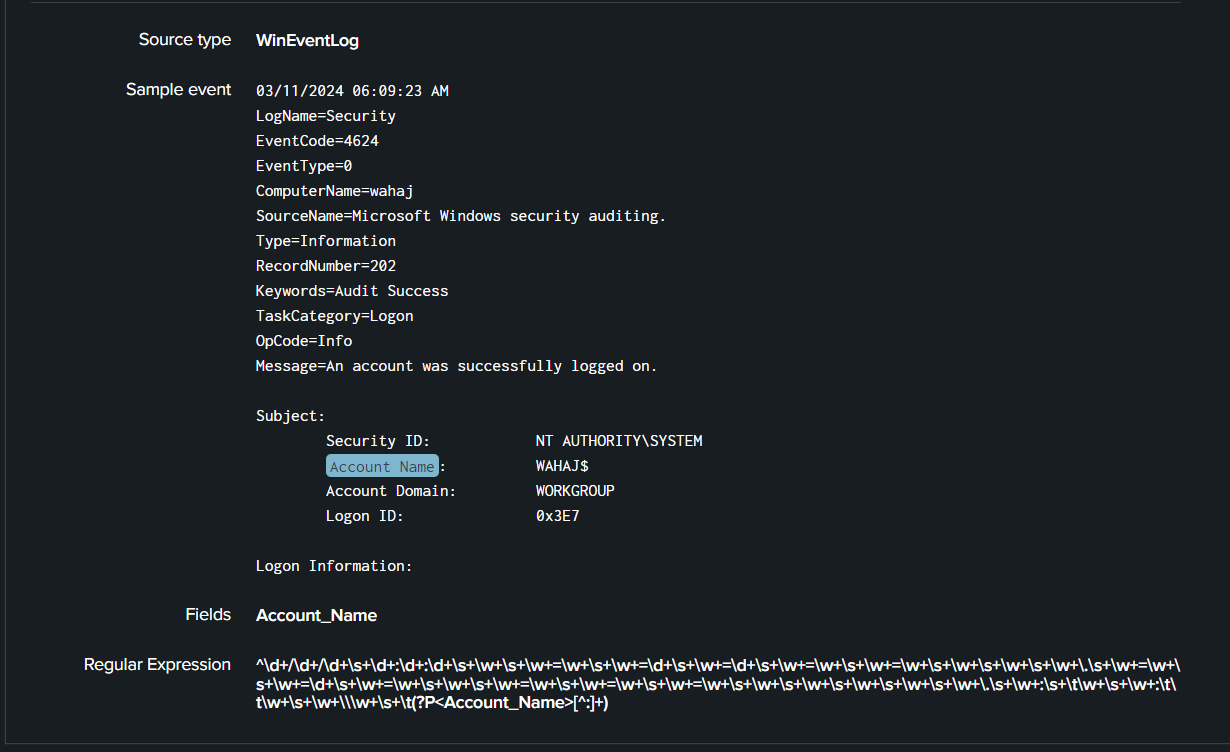 Source type WinEventLog
Sample event 03/11/2024 06:09:23 AM
LogName=Security
EventCode=4624
EventType=0
ComputerName=wahaj
SourceName=Microsoft Windows security auditing.
Type=Information
RecordNumber=202
Keywords=Audit Success
TaskCategory=Logon
OpCode=Info
Message=An account was successfully logged on.
Subject:
Security ID: NT AUTHORITY\SYSTEM
Account Name: WAHAJ$
Account Domain: WORKGROUP
Logon ID: 0x3E7
Logon Information:
Fields Account_Name
Regular Expression ^\d+/\d+/\d+\s+\d+:\d+:\d+\s+\w+\s+\w+=\w+\s+\w+=\d+\s+\w+=\d+\s+\w+=\w+\s+\w+=\w+\s+\w+\s+\w+\s+\w+\.\s+\w+=\w+\
s+\w+=\d+\s+\w+=\w+\s+\w+\s+\w+=\w+\s+\w+=\w+\s+\w+=\w+\s+\w+\s+\w+\s+\w+\s+\w+\s+\w+\.\s+\w+:\s+\t\w+\s+\w+:\t\
t\w+\s+\w+\\\w+\s+\t(?P<Account_Name>[^:]+)